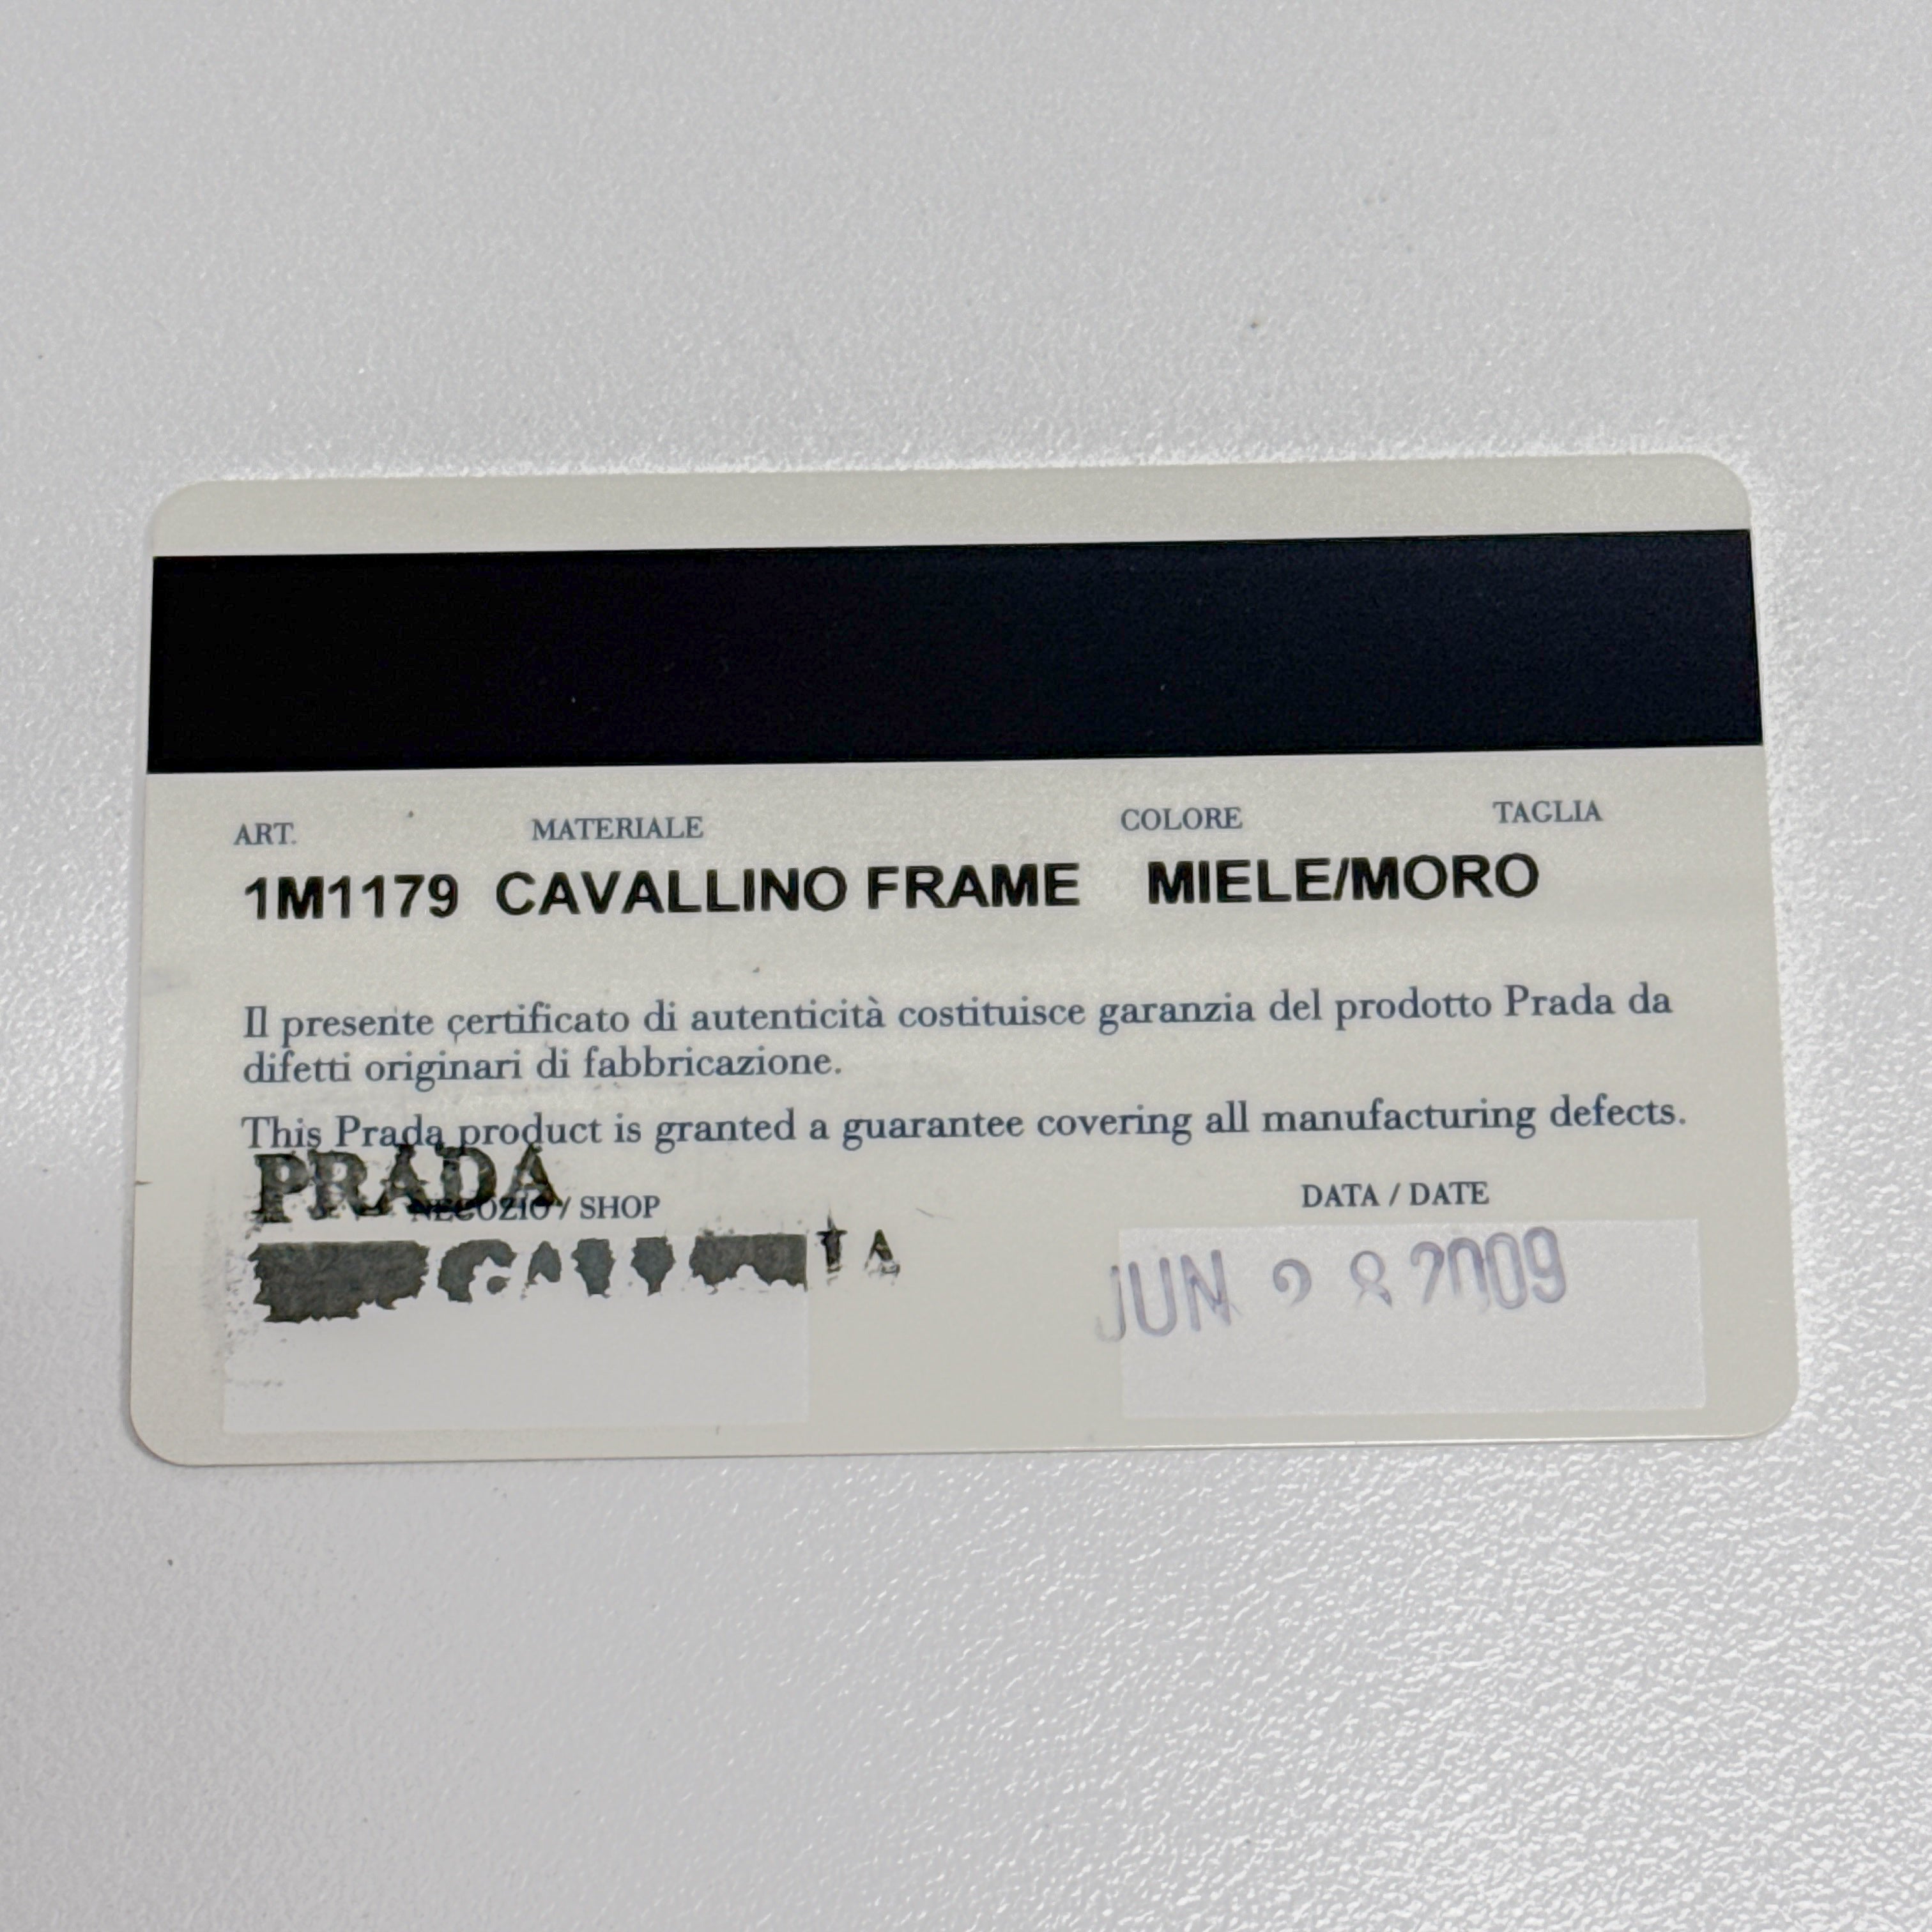 ART. MATERIALE COLORE TAGLIA
1M1179 CAVALLINO FRAME MIELE/MORO
Il presente certificato di autenticità costituisce garanzia del prodotto Prada da
difetti originari di fabbricazione.
This Prada product is granted a guarantee covering all manufacturing defects.
PRADA
NEGOZIO / SHOP
DATA / DATE
JUN 28 2009